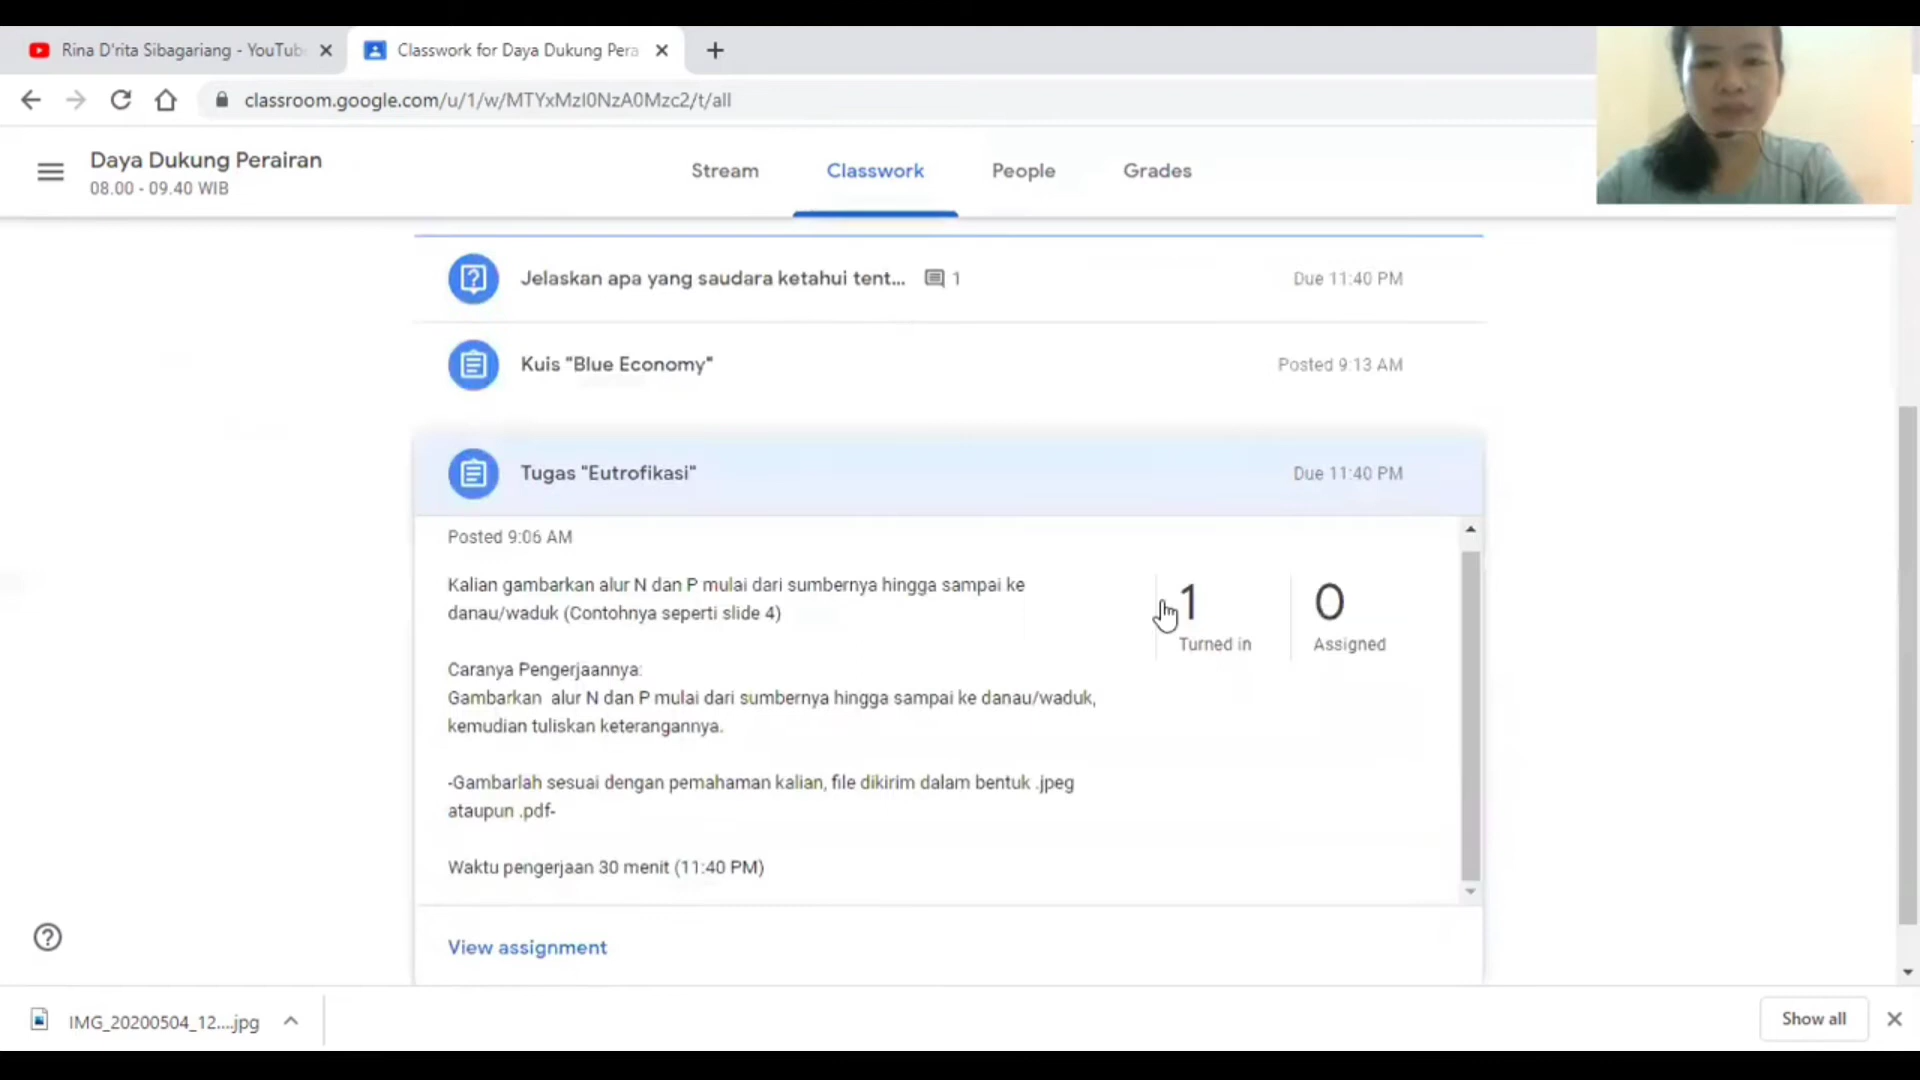 Rina D'rita Sibagariang - YouTub
Classwork for Daya Dukung Pera
classroom.google.com/u/1/w/MTYxMzI0NzA0Mzc2/t/all
Daya Dukung Perairan
08.00 - 09.40 WIB
Stream
Classwork
People
Grades
Jelaskan apa yang saudara ketahui tent...
1
Due 11:40 PM
Kuis "Blue Economy"
Posted 9:13 AM
Tugas "Eutrofikasi"
Due 11:40 PM
Posted 9:06 AM
Kalian gambarkan alur N dan P mulai dari sumbernya hingga sampai ke
danau/waduk (Contohnya seperti slide 4)
Caranya Pengerjaannya:
Gambarkan alur N dan P mulai dari sumbernya hingga sampai ke danau/waduk,
kemudian tuliskan keterangannya.
-Gambarlah sesuai dengan pemahaman kalian, file dikirim dalam bentuk .jpeg
ataupun .pdf-
Waktu pengerjaan 30 menit (11:40 PM)
1
Turned in
0
Assigned
View assignment
IMG_20200504_12....jpg
Show all